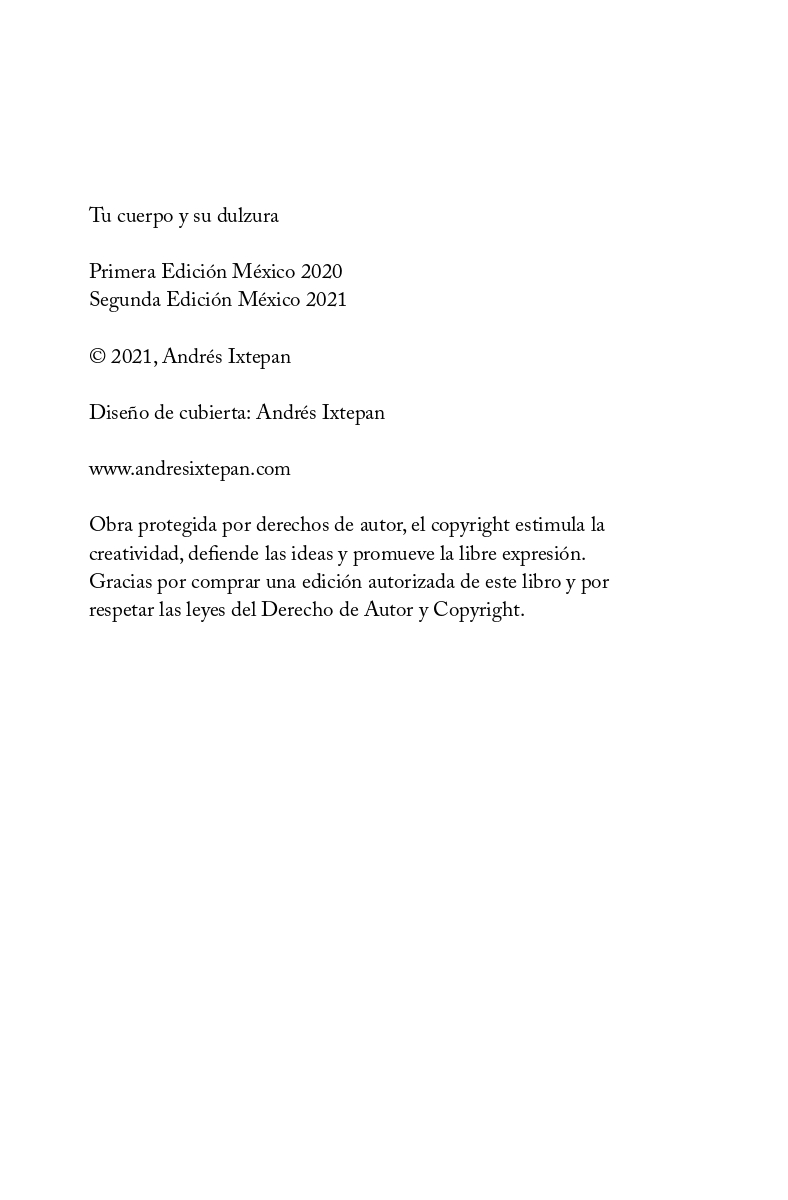 Tu cuerpo y su dulzura
Primera Edición México 2020
Segunda Edición México 2021
© 2021, Andrés Ixtepan
Diseño de cubierta: Andrés Ixtepan
www.andresixtepan.com
Obra protegida por derechos de autor, el copyright estimula la
creatividad, defiende las ideas y promueve la libre expresión.
Gracias por comprar una edición autorizada de este libro y por
respetar las leyes del Derecho de Autor y Copyright.